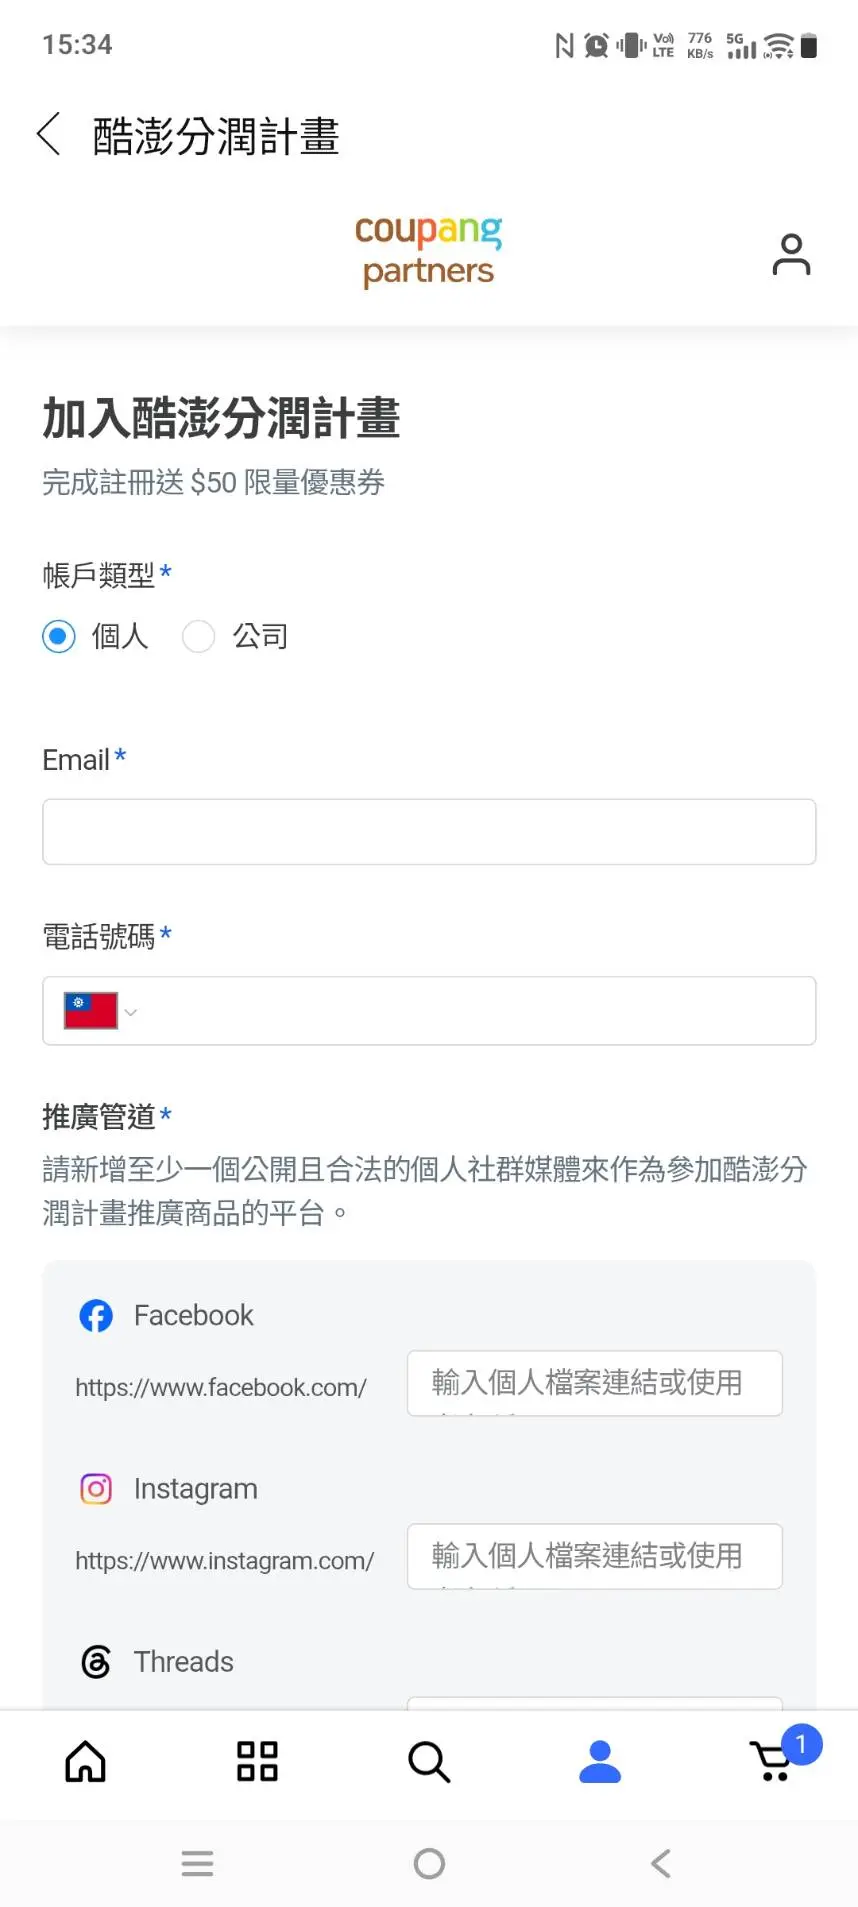 15:34
Vo)) LTE 776 KB/s 5G
酷澎分潤計畫
coupang
partners
加入酷澎分潤計畫
完成註冊送 $50 限量優惠券
帳戶類型*
個人 公司
Email*
電話號碼*
推廣管道*
請新增至少一個公開且合法的個人社群媒體來作為參加酷澎分
潤計畫推廣商品的平台。
Facebook
https://www.facebook.com/ 輸入個人檔案連結或使用
Instagram
https://www.instagram.com/ 輸入個人檔案連結或使用
Threads
1